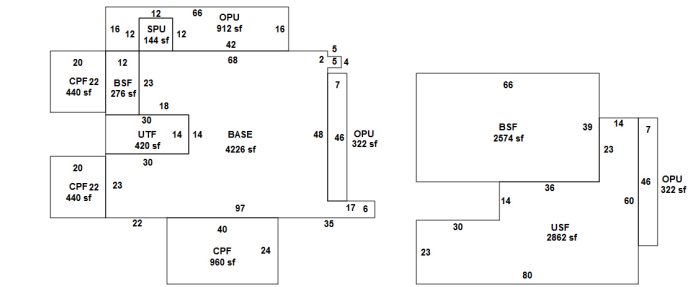 12
66
OPU
912 sf
16
12
SPU
144 sf
12
16
42
5
68
2
5
4
20
CPF 22
440 sf
12
BSF
276 sf
23
18
7
46
OPU
322 sf
30
UTF
420 sf
14
14
BASE
4226 sf
48
30
20
CPF 22
440 sf
23
97
17
6
22
40
35
CPF
960 sf
24
66
BSF
2574 sf
39
14
7
23
46
OPU
322 sf
36
14
60
30
USF
2862 sf
23
80